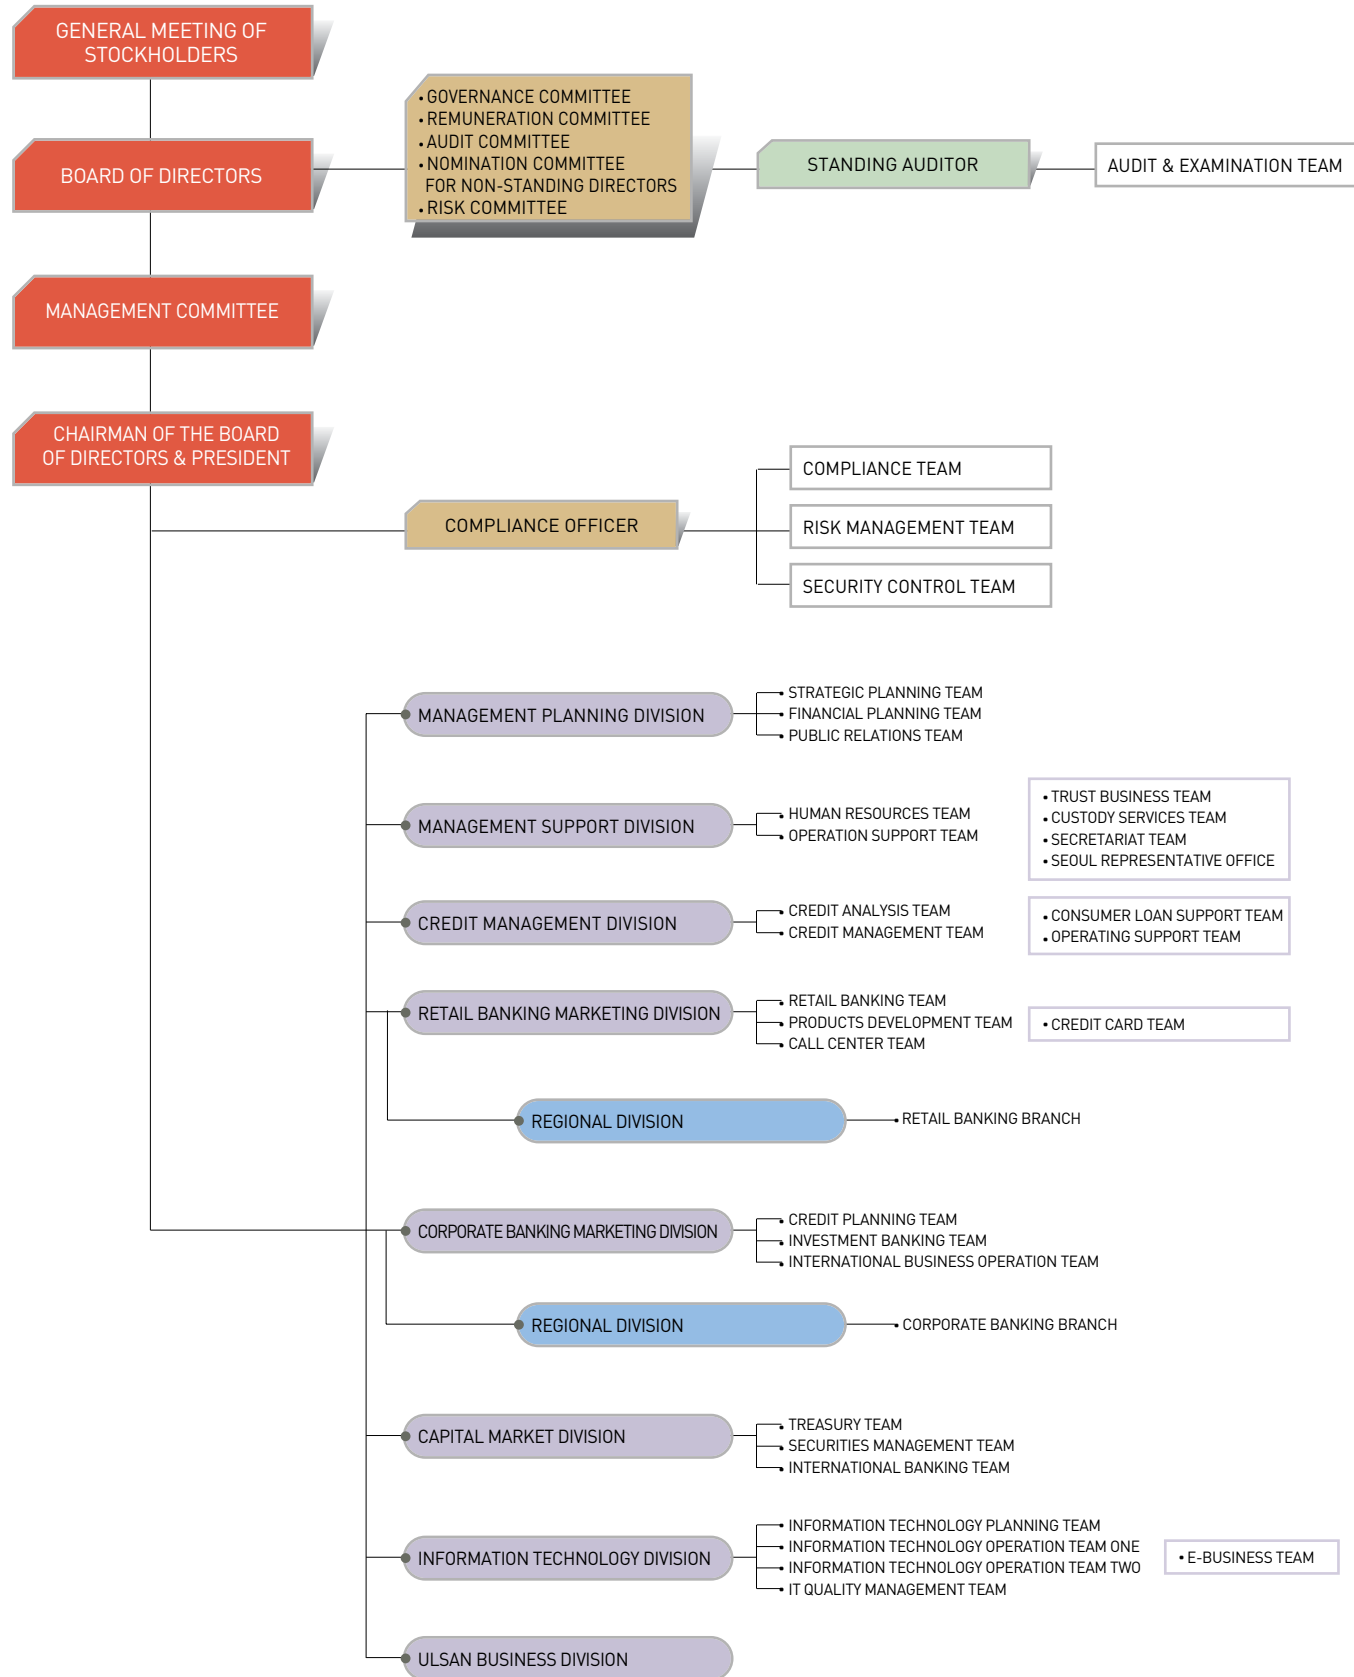 GENERAL MEETING OF
STOCKHOLDERS
BOARD OF DIRECTORS
• GOVERNANCE COMMITTEE
• REMUNERATION COMMITTEE
• AUDIT COMMITTEE
• NOMINATION COMMITTEE
FOR NON-STANDING DIRECTORS
• RISK COMMITTEE
STANDING AUDITOR
AUDIT & EXAMINATION TEAM
MANAGEMENT COMMITTEE
CHAIRMAN OF THE BOARD
OF DIRECTORS & PRESIDENT
COMPLIANCE OFFICER
COMPLIANCE TEAM
RISK MANAGEMENT TEAM
SECURITY CONTROL TEAM
MANAGEMENT PLANNING DIVISION
• STRATEGIC PLANNING TEAM
• FINANCIAL PLANNING TEAM
• PUBLIC RELATIONS TEAM
MANAGEMENT SUPPORT DIVISION
• HUMAN RESOURCES TEAM
• OPERATION SUPPORT TEAM
• TRUST BUSINESS TEAM
• CUSTODY SERVICES TEAM
• SECRETARIAT TEAM
• SEOUL REPRESENTATIVE OFFICE
CREDIT MANAGEMENT DIVISION
• CREDIT ANALYSIS TEAM
• CREDIT MANAGEMENT TEAM
• CONSUMER LOAN SUPPORT TEAM
• OPERATING SUPPORT TEAM
RETAIL BANKING MARKETING DIVISION
• RETAIL BANKING TEAM
• PRODUCTS DEVELOPMENT TEAM
• CALL CENTER TEAM
• CREDIT CARD TEAM
REGIONAL DIVISION
• RETAIL BANKING BRANCH
CORPORATE BANKING MARKETING DIVISION
• CREDIT PLANNING TEAM
• INVESTMENT BANKING TEAM
• INTERNATIONAL BUSINESS OPERATION TEAM
REGIONAL DIVISION
• CORPORATE BANKING BRANCH
CAPITAL MARKET DIVISION
• TREASURY TEAM
• SECURITIES MANAGEMENT TEAM
• INTERNATIONAL BANKING TEAM
INFORMATION TECHNOLOGY DIVISION
• INFORMATION TECHNOLOGY PLANNING TEAM
• INFORMATION TECHNOLOGY OPERATION TEAM ONE
• INFORMATION TECHNOLOGY OPERATION TEAM TWO
• IT QUALITY MANAGEMENT TEAM
• E-BUSINESS TEAM
ULSAN BUSINESS DIVISION